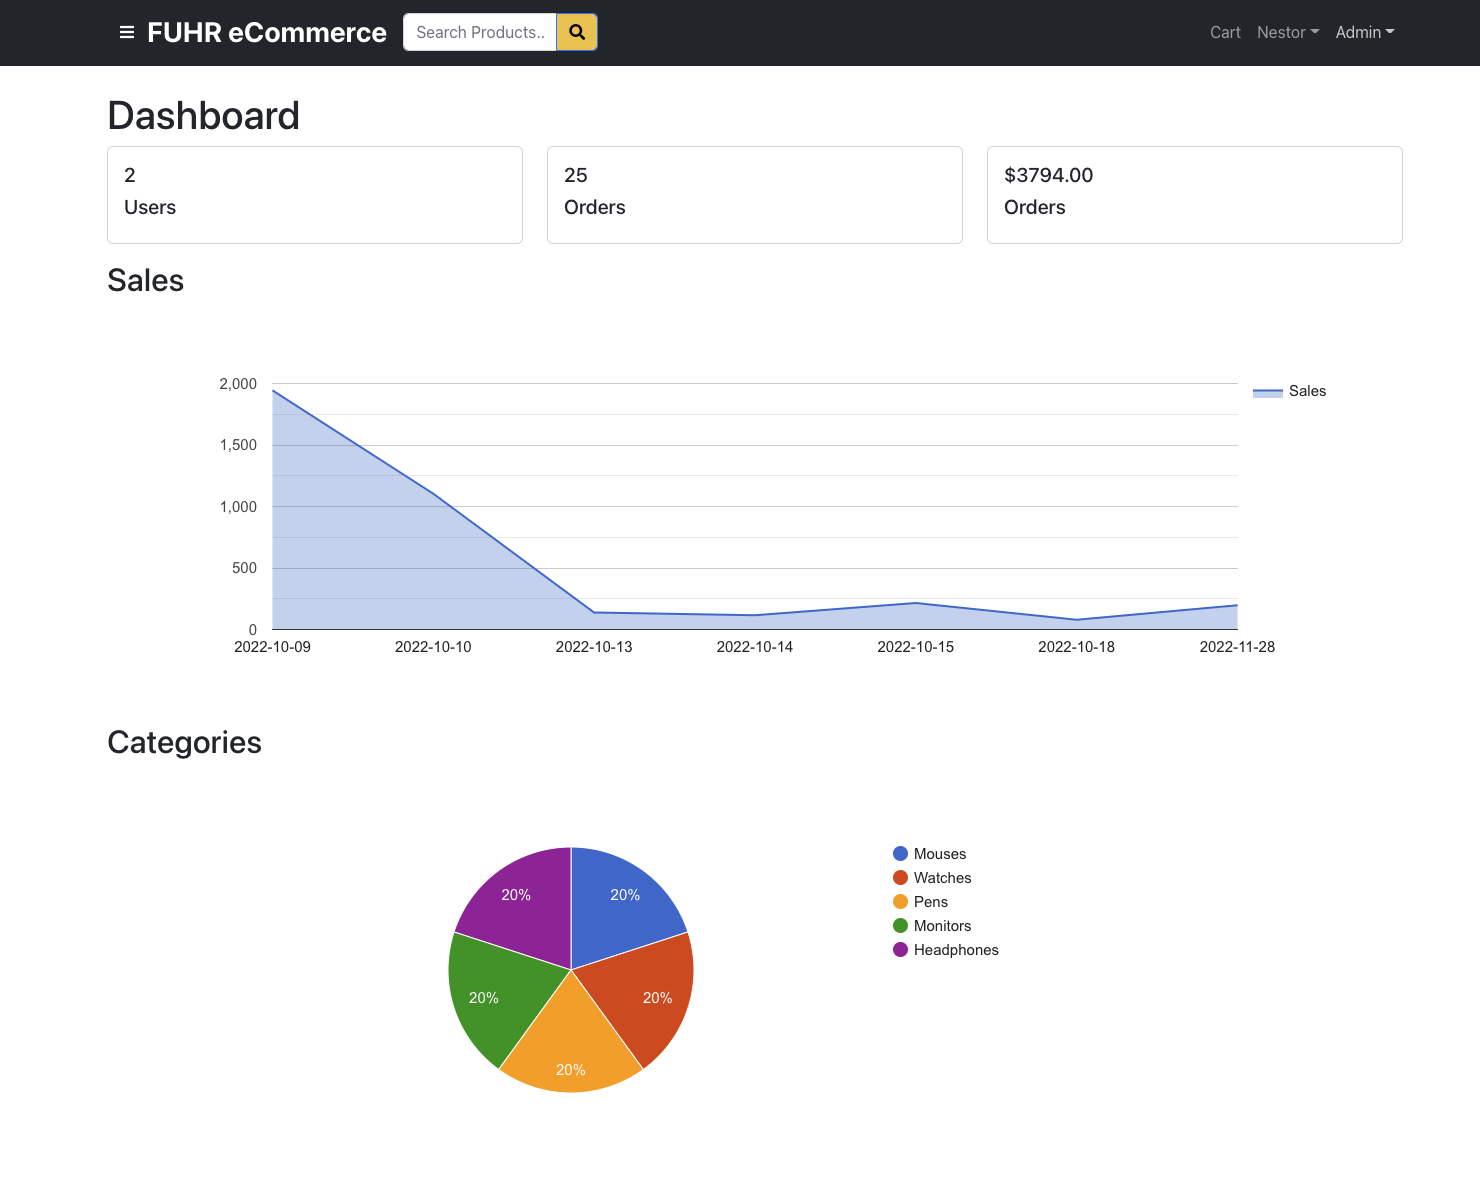 FUHR eCommerce
Search Products..
Cart
Nestor
Admin
Dashboard
2
Users
25
Orders
$3794.00
Orders
Sales
2,000
1,500
1,000
500
0
2022-10-09
2022-10-10
2022-10-13
2022-10-14
2022-10-15
2022-10-18
2022-11-28
Sales
Categories
20%
20%
20%
20%
20%
Mouses
Watches
Pens
Monitors
Headphones